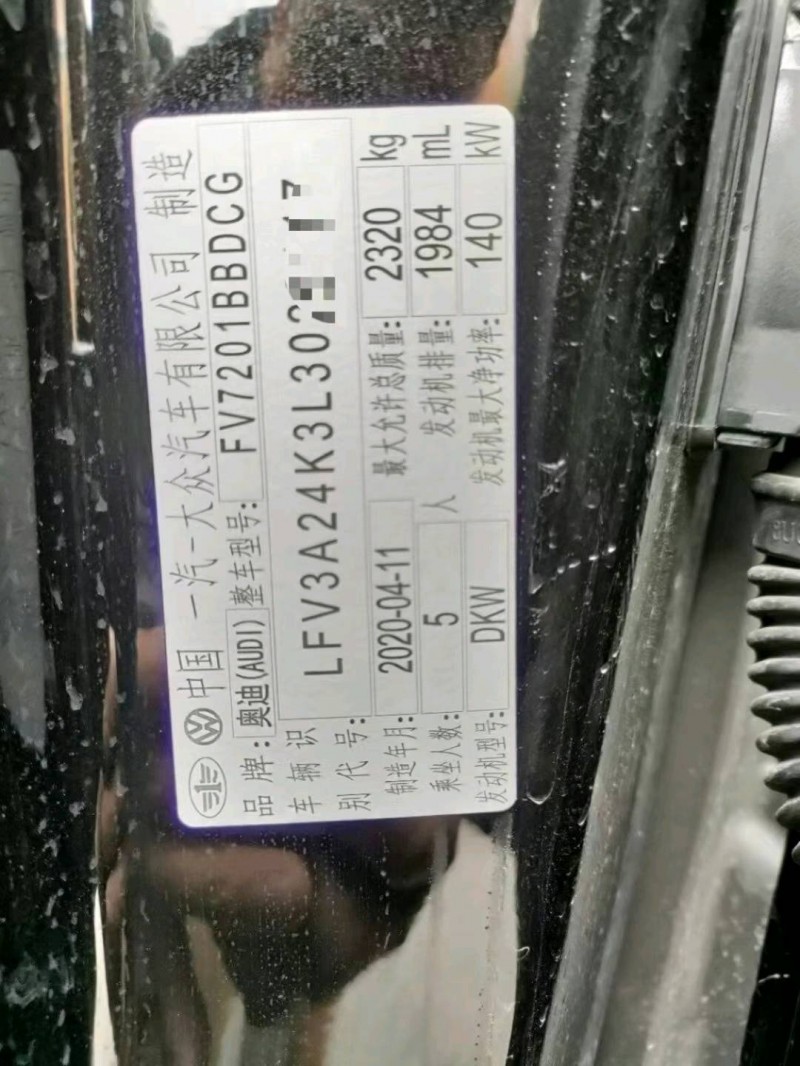 中国 一汽-大众汽车有限公司 制造
品牌: 奥迪(AUDI) 整车型号: FV7201BBDCG
车辆识别代号: LFV3A24K3L30
制造年月: 2020-04-11 最大允许总质量: 2320 kg
乘坐人数: 5 人 发动机排量: 1984 mL
发动机型号: DKW 发动机最大净功率: 140 kW